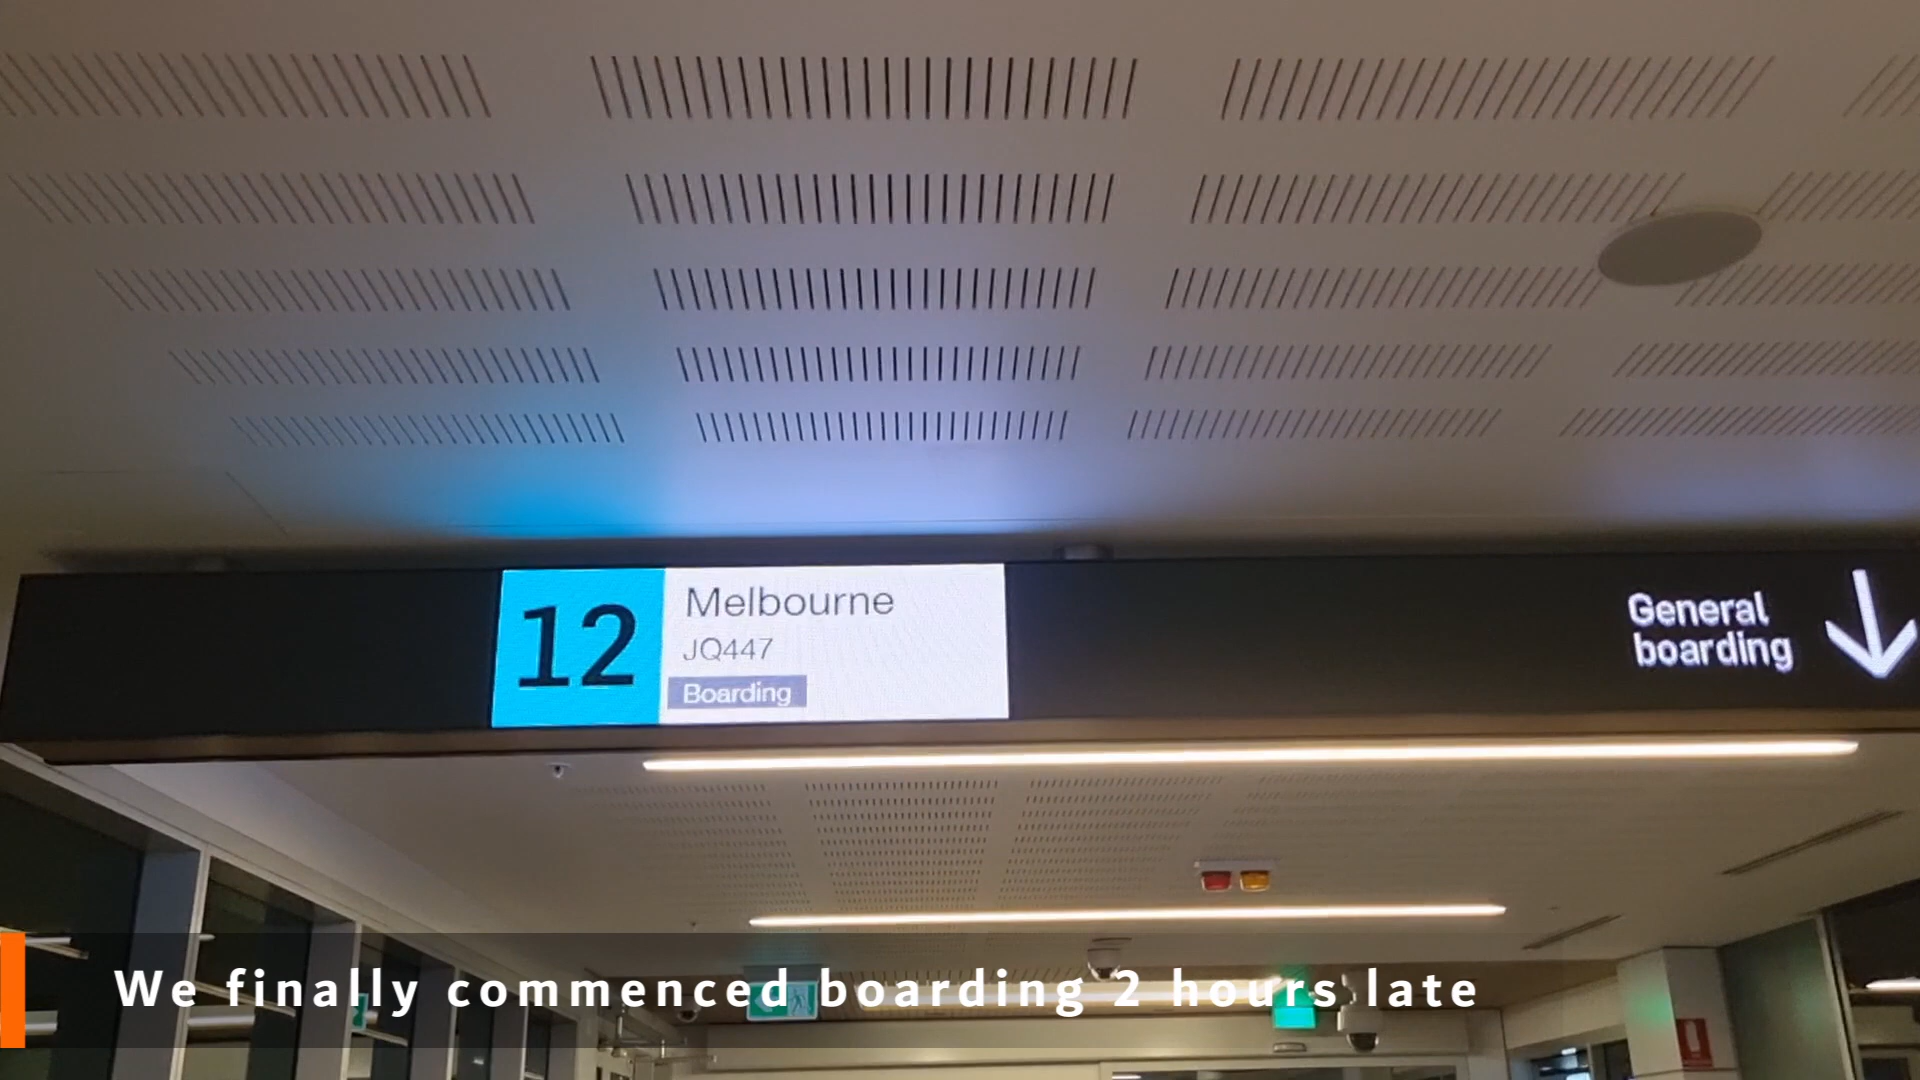 12
Melbourne
JQ447
Boarding
General
boarding
We finally commenced boarding 2 hours late